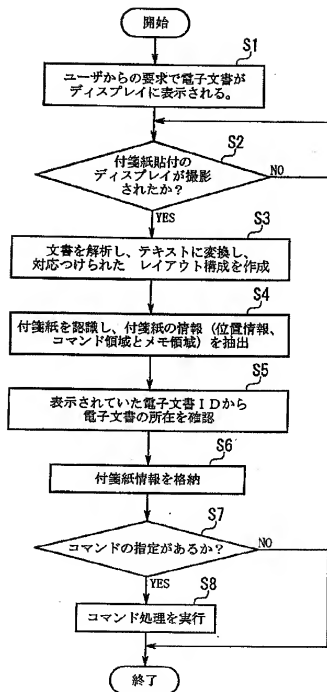 開始
S1
ユーザからの要求で電子文書が
ディスプレイに表示される。
S2
付箋紙貼付の
ディスプレイが撮影
されたか?
NO
YES
S3
文書を解析し、テキストに変換し、
対応つけられた レイアウト構成を作成
S4
付箋紙を認識し、付箋紙の情報(位置情報、
コマンド領域とメモ領域)を抽出
S5
表示されていた電子文書IDから
電子文書の所在を確認
S6
付箋紙情報を格納
S7
コマンドの指定があるか?
NO
YES
S8
コマンド処理を実行
終了